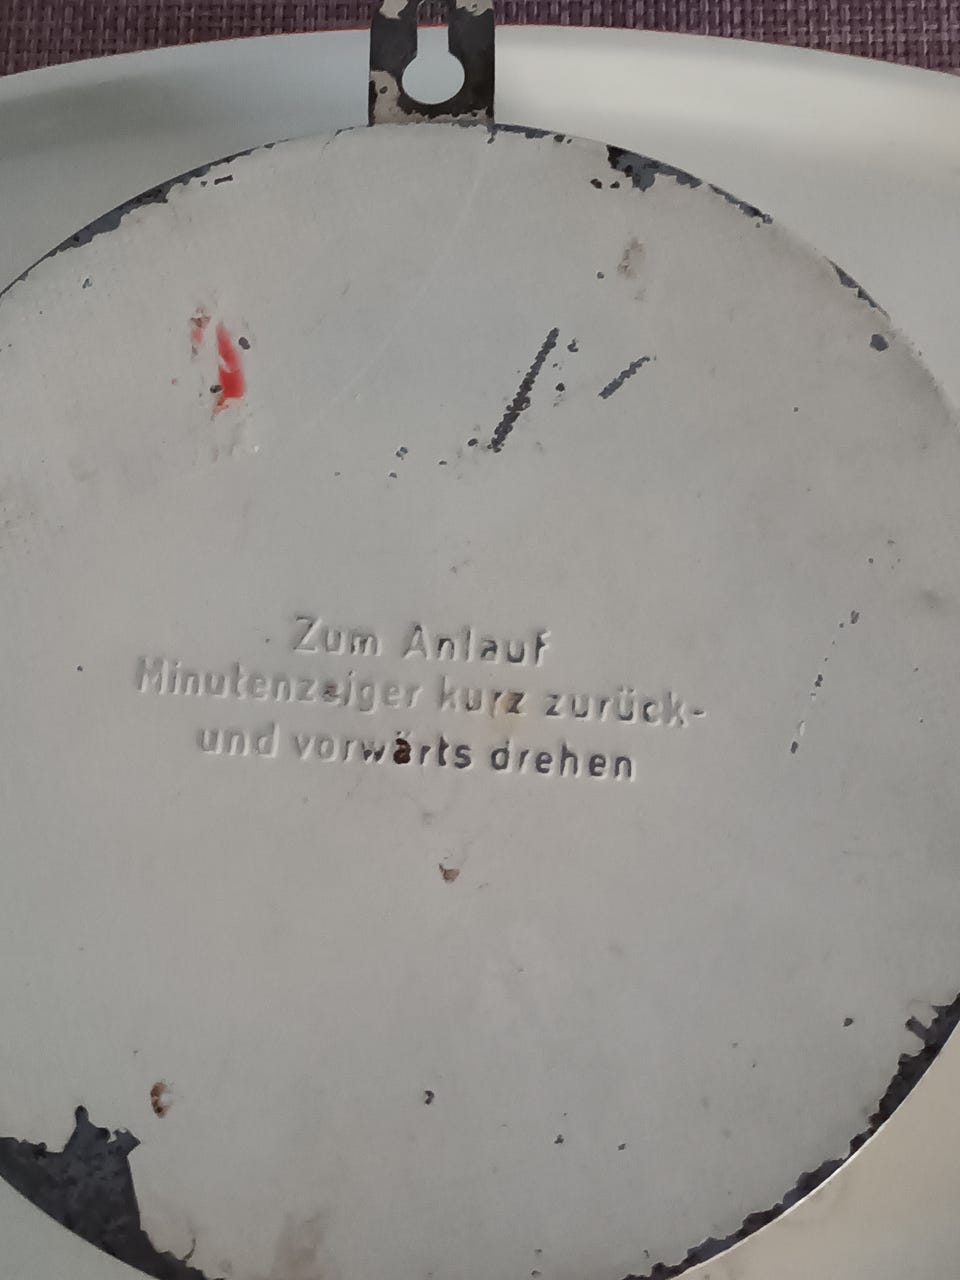 Zum Anlauf
Minutenzeiger kurz zurück-
und vorwärts drehen